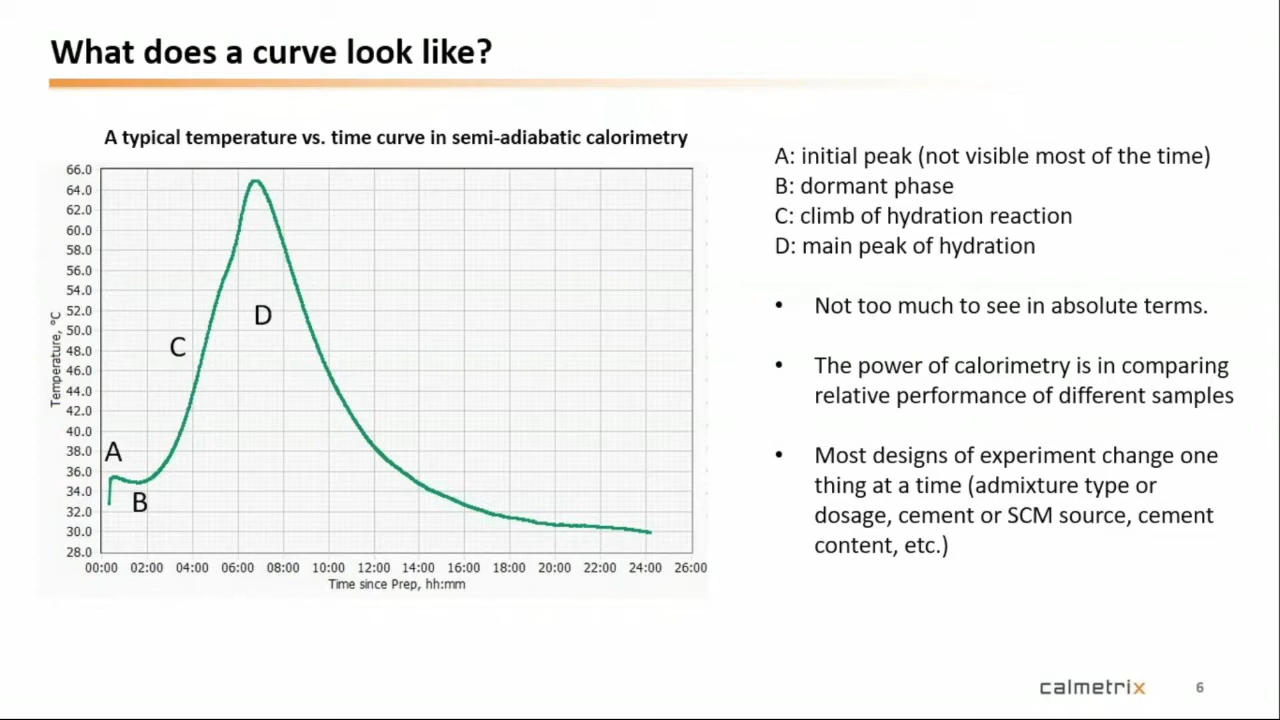 What does a curve look like?
A typical temperature vs. time curve in semi-adiabatic calorimetry
66.0
64.0
62.0
60.0
58.0
56.0
54.0
52.0
50.0
48.0
46.0
44.0
42.0
40.0
38.0
36.0
34.0
32.0
30.0
28.0
Temperature, °C
A
B
C
D
00:00 02:00 04:00 06:00 08:00 10:00 12:00 14:00 16:00 18:00 20:00 22:00 24:00 26:00
Time since Prep, hh:mm
A: initial peak (not visible most of the time)
B: dormant phase
C: climb of hydration reaction
D: main peak of hydration
• Not too much to see in absolute terms.
• The power of calorimetry is in comparing
relative performance of different samples
• Most designs of experiment change one
thing at a time (admixture type or
dosage, cement or SCM source, cement
content, etc.)
calmetrix
6